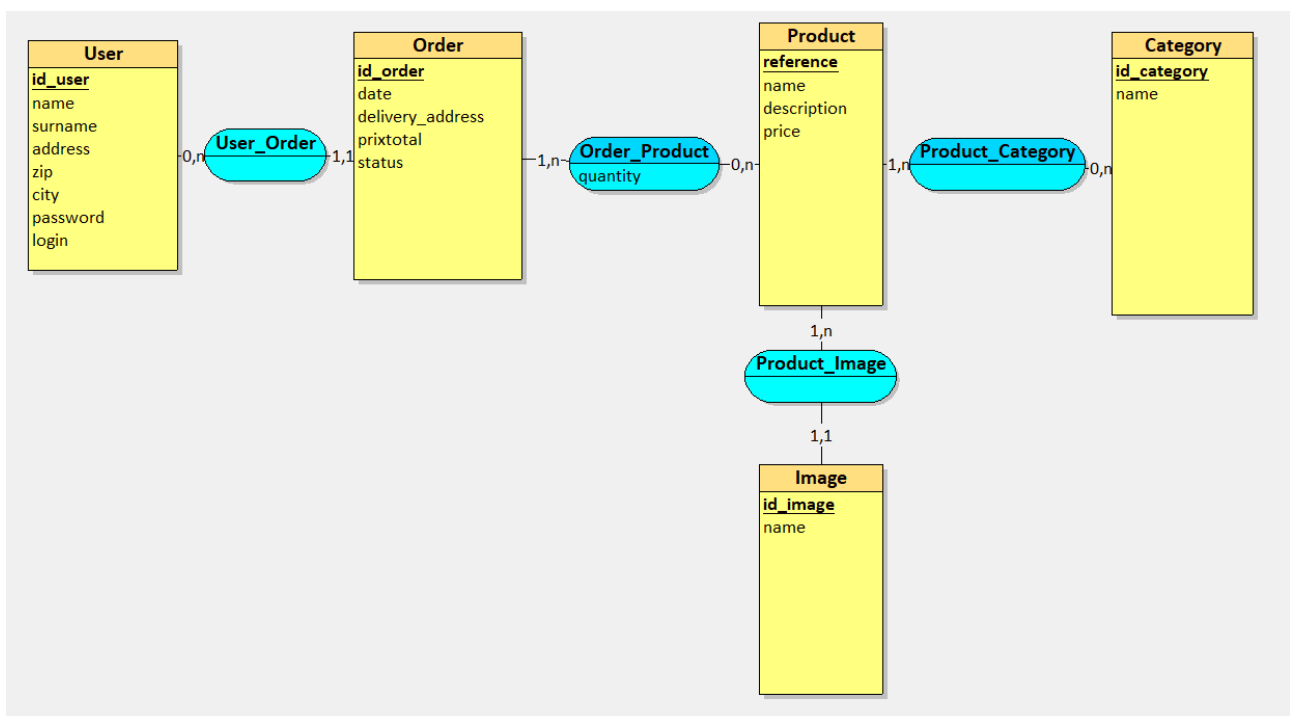 User
id_user
name
surname
address
zip
city
password
login
0,n
User_Order
1,1
Order
id_order
date
delivery_address
prixtotal
status
1,n
Order_Product
quantity
0,n
Product
reference
name
description
price
1,n
Product_Category
0,n
Category
id_category
name
1,n
Product_Image
1,1
Image
id_image
name